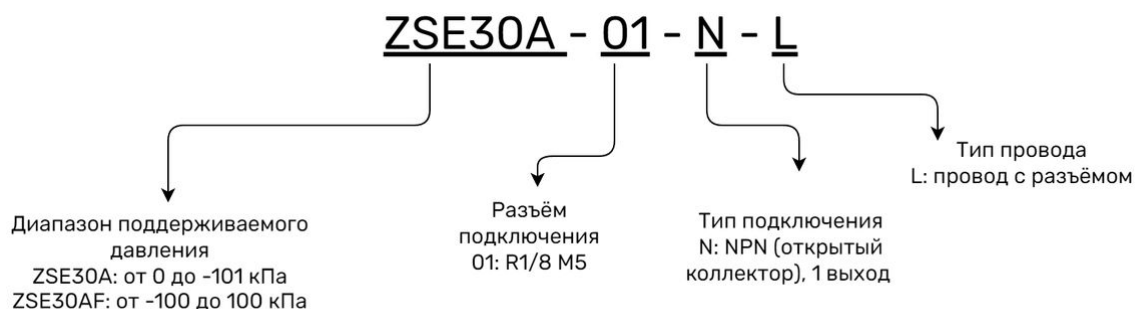 ZSE30A - 01 - N - L
Диапазон поддерживаемого
давления
ZSE30A: от 0 до -101 кПа
ZSE30AF: от -100 до 100 кПа
Разъём
подключения
01: R1/8 M5
Тип подключения
N: NPN (открытый
коллектор), 1 выход
Тип провода
L: провод с разъёмом